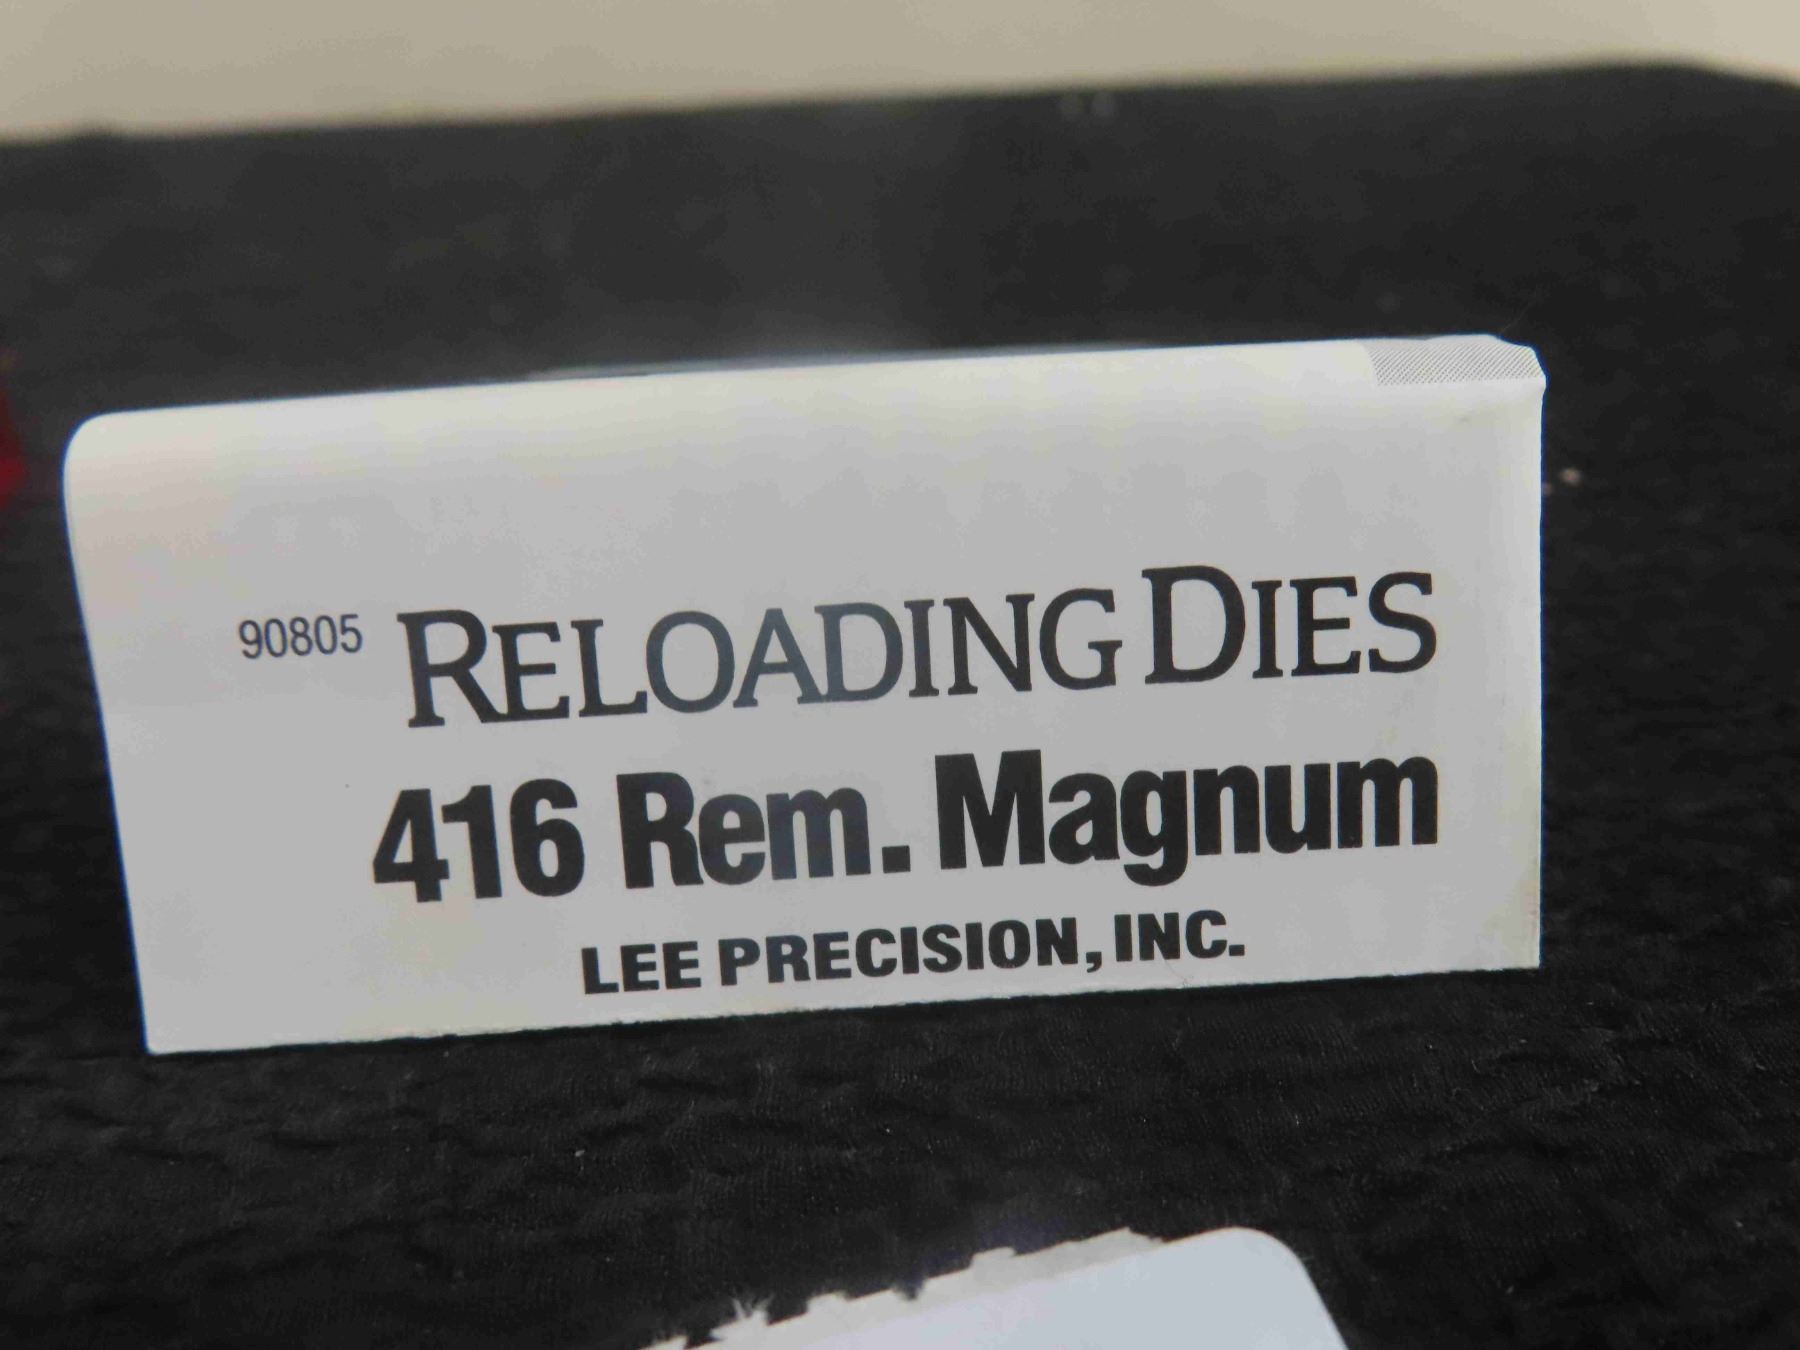 90805 RELOADING DIES
416 Rem. Magnum
LEE PRECISION, INC.